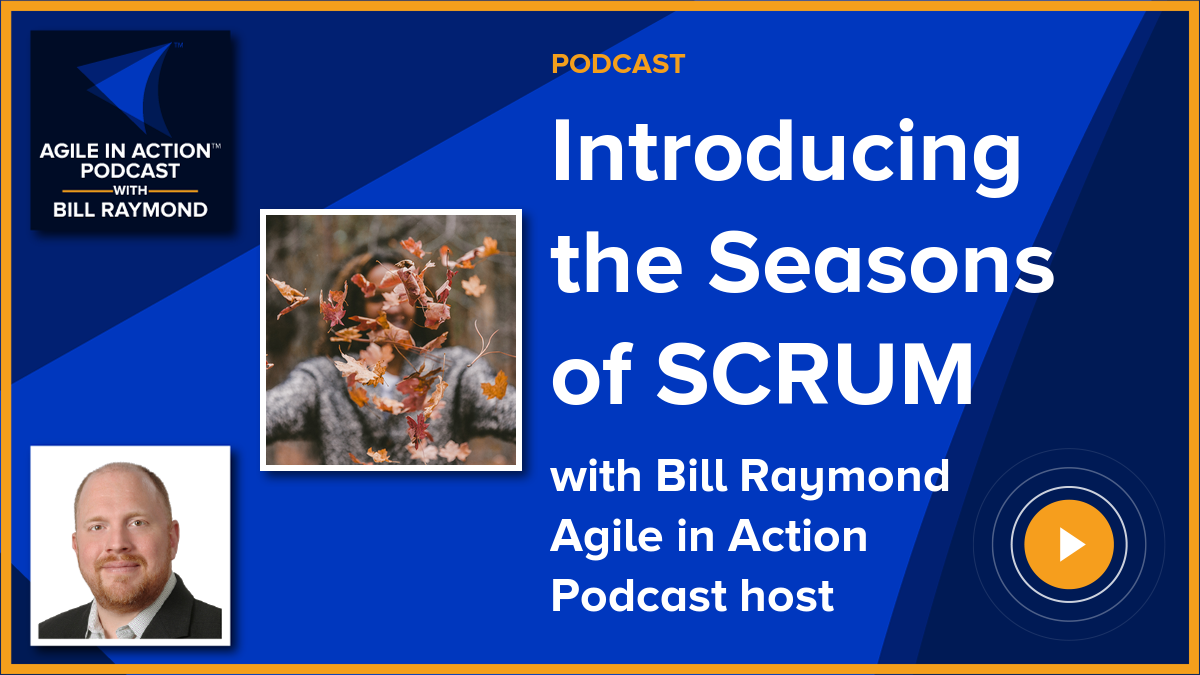 AGILE IN ACTION™
PODCAST
WITH
BILL RAYMOND
PODCAST
Introducing
the Seasons
of SCRUM
with Bill Raymond
Agile in Action
Podcast host
TM